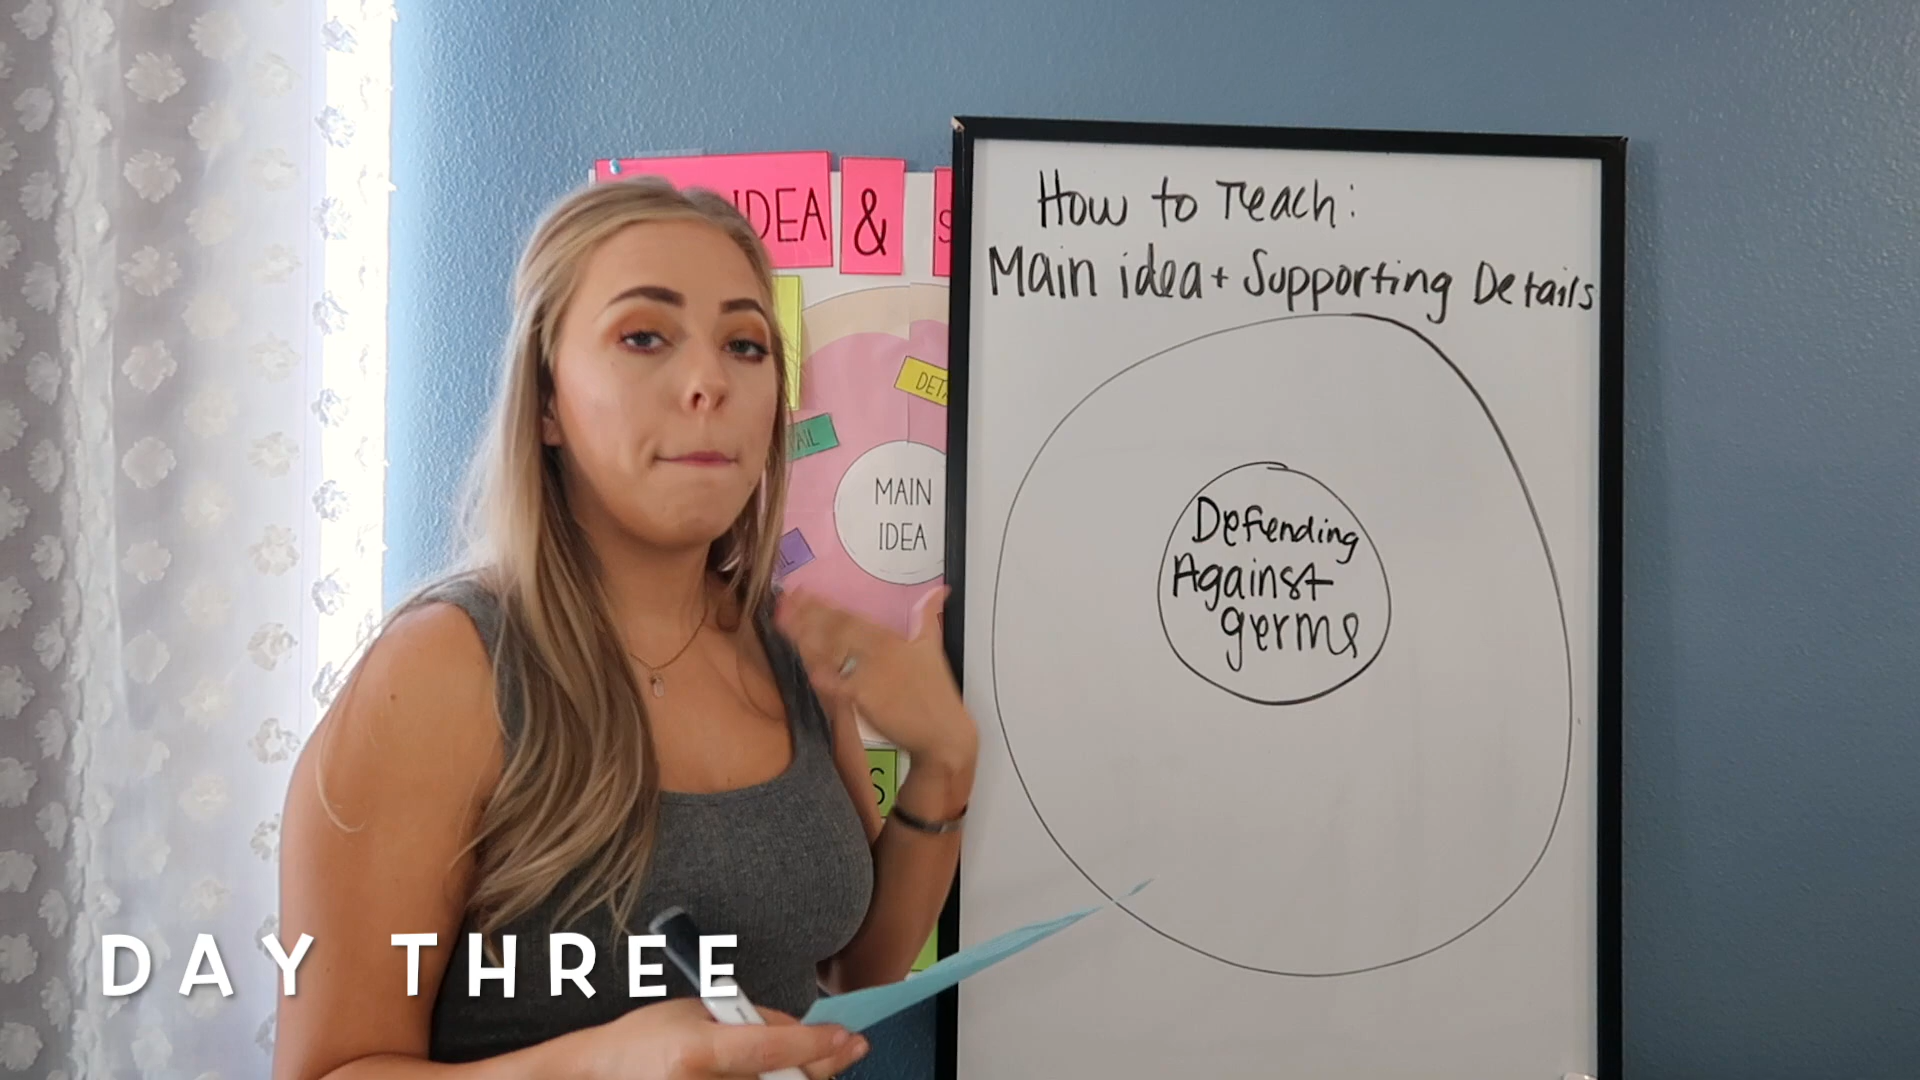 IDEA &
MAIN
IDEA
How to Teach:
Main idea + Supporting Details
Defending
Against
germs
DAY THREE